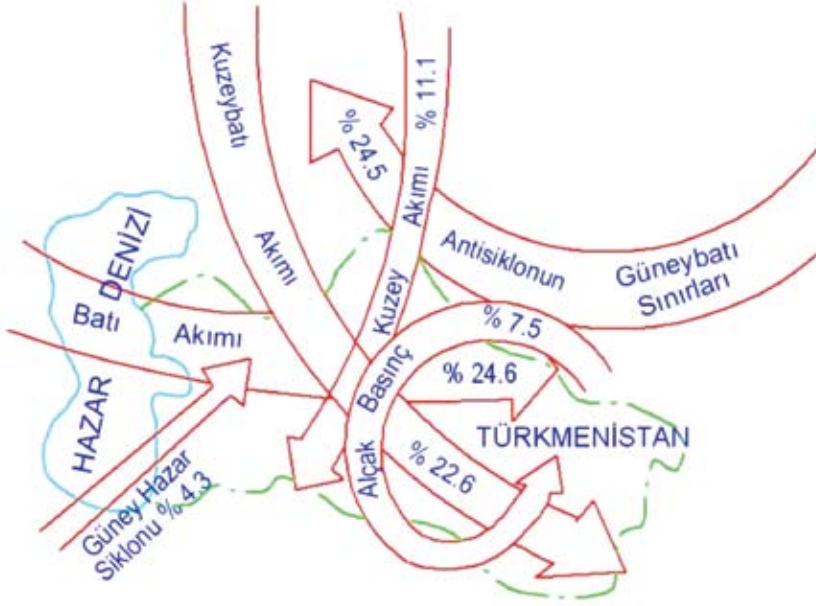 Kuzeybatı
Akımı
% 11.1
Akımı
Kuzey
% 24.5
Antisiklonun
Güneybatı
Sınırları
HAZAR DENİZİ
Batı Akımı
% 7.5
Alçak Basınç
% 24.6
TÜRKMENİSTAN
% 22.6
Güney Hazar
Siklonu % 4.3